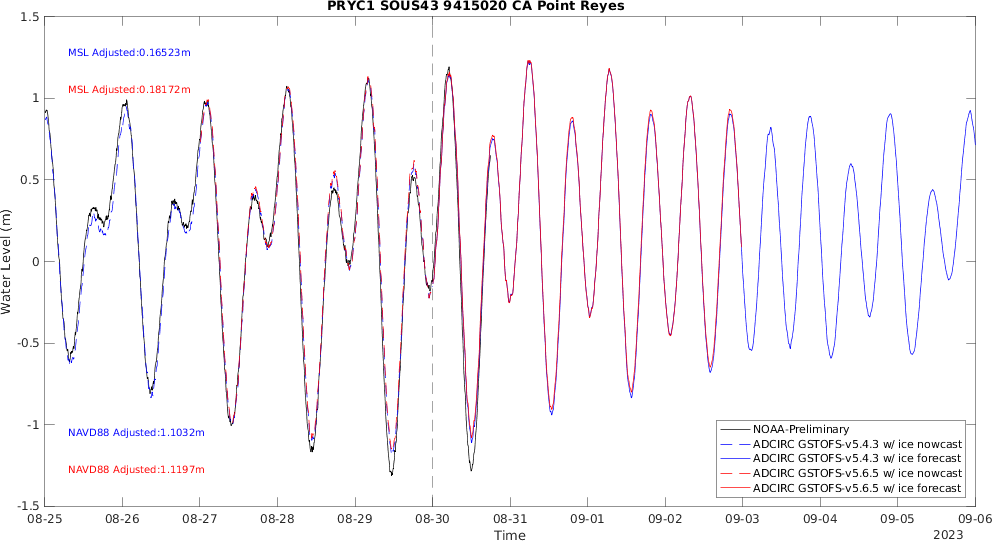 PRYC1 SOUS43 9415020 CA Point Reyes
1.5
1
0.5
0
-0.5
-1
-1.5
Water Level (m)
MSL Adjusted:0.16523m
MSL Adjusted:0.18172m
NAVD88 Adjusted:1.1032m
NAVD88 Adjusted:1.1197m
NOAA-Preliminary
ADCIRC GSTOFS-v5.4.3 w/ ice nowcast
ADCIRC GSTOFS-v5.4.3 w/ ice forecast
ADCIRC GSTOFS-v5.6.5 w/ ice nowcast
ADCIRC GSTOFS-v5.6.5 w/ ice forecast
08-25 08-26 08-27 08-28 08-29 08-30 08-31 09-01 09-02 09-03 09-04 09-05 09-06
Time
2023